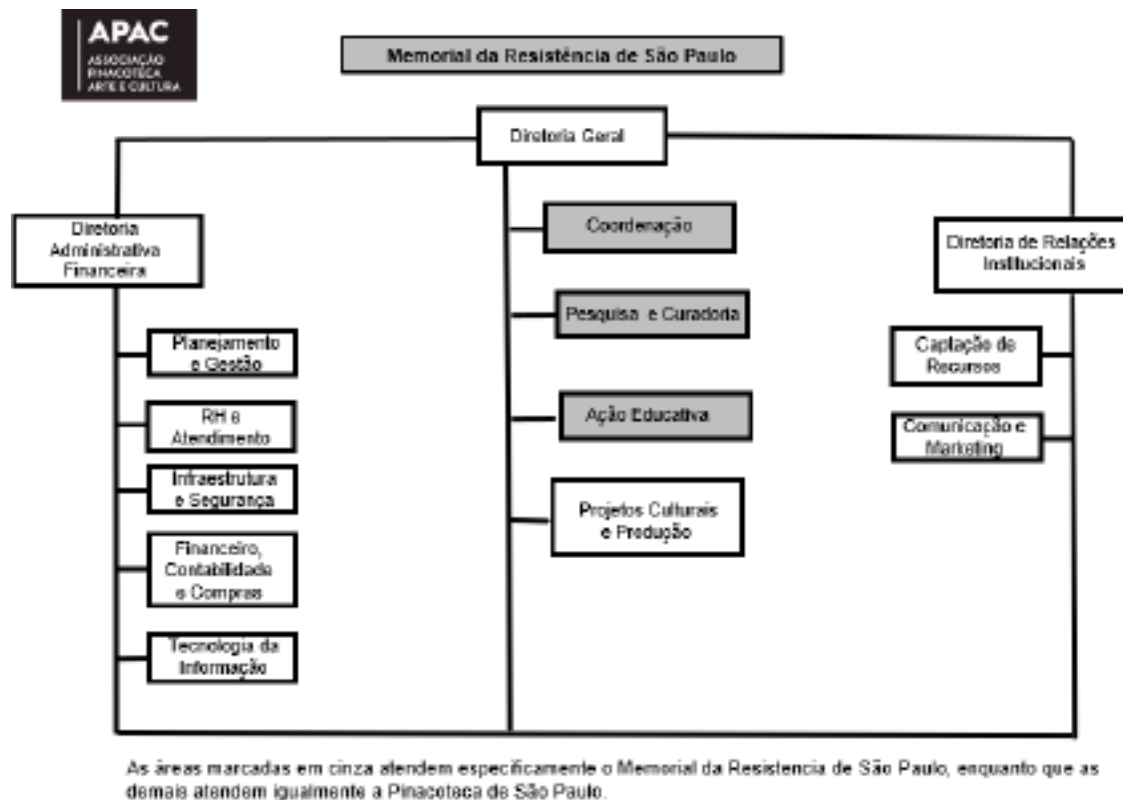 APAC
ASSOCIAÇÃO
PINACOTECA
ARTE E CULTURA
Memorial da Resistência de São Paulo
Diretoria Geral
Diretoria
Administrativa
Financeira
Planejamento
e Gestão
RH e
Atendimento
Infraestrutura
e Segurança
Financeiro,
Contabilidade
e Compras
Tecnologia da
Informação
Coordenação
Pesquisa e Curadoria
Ação Educativa
Projetos Culturais
e Produção
Diretoria de Relações
Institucionais
Captação de
Recursos
Comunicação e
Marketing
As áreas marcadas em cinza atendem especificamente o Memorial da Resistencia de São Paulo, enquanto que as
demais atendem igualmente a Pinacoteca de São Paulo.